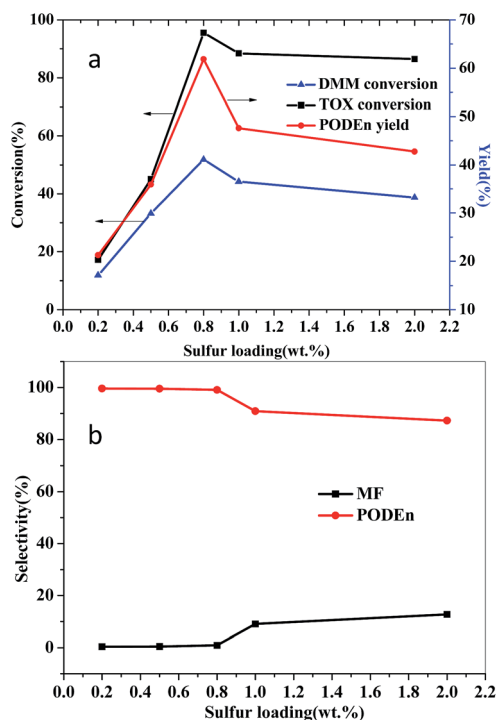 100
80
60
40
20
0
Conversion(%)
a
DMM conversion
TOX conversion
PODEn yield
70
60
50
40
30
20
10
Yield(%)
0.0 0.2 0.4 0.6 0.8 1.0 1.2 1.4 1.6 1.8 2.0 2.2
Sulfur loading(wt.%)
100
80
60
40
20
0
Selectivity(%)
b
MF
PODEn
0.0 0.2 0.4 0.6 0.8 1.0 1.2 1.4 1.6 1.8 2.0 2.2
Sulfur loading(wt.%)